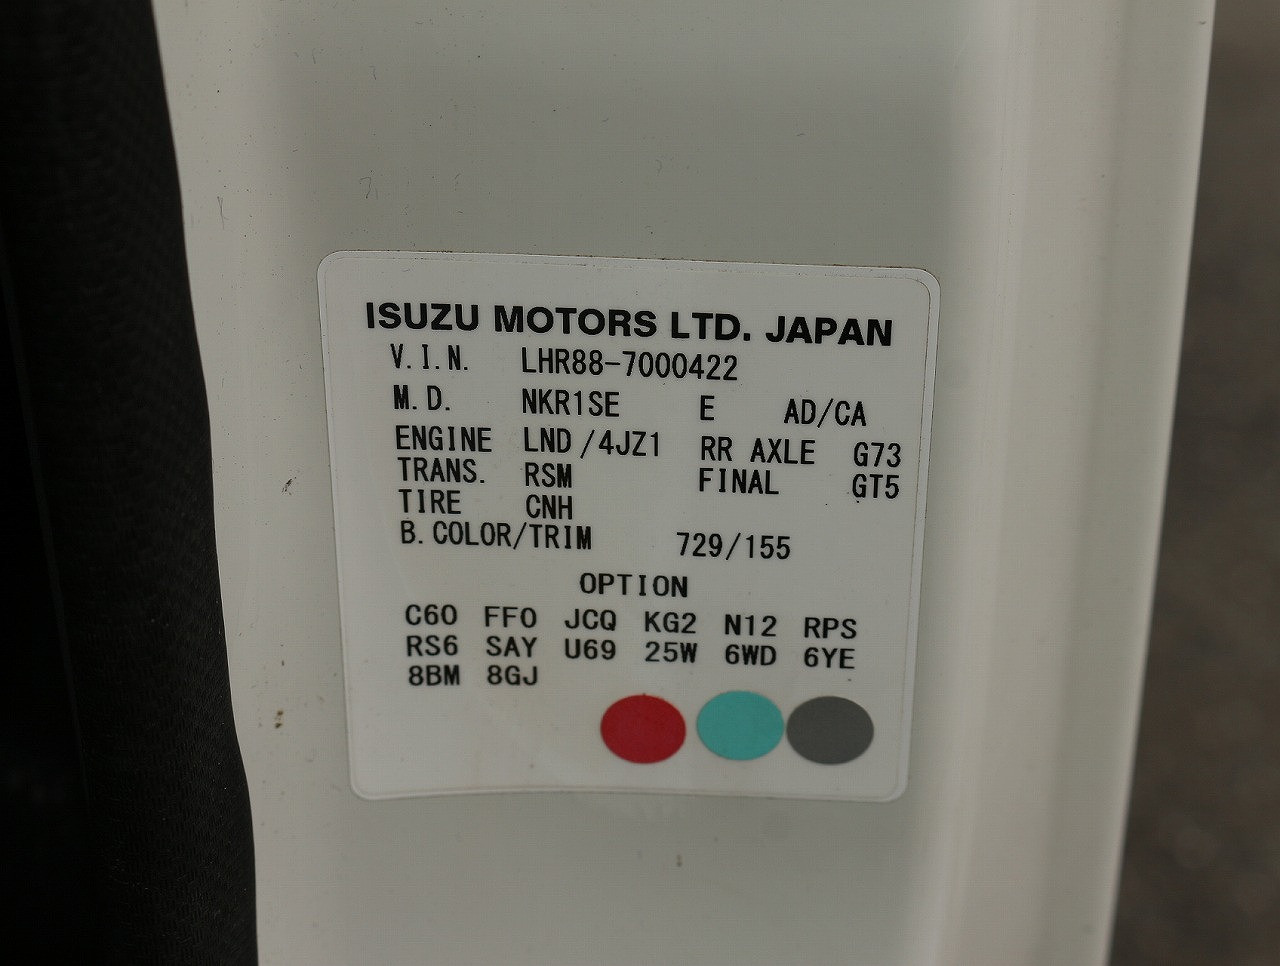 ISUZU MOTORS LTD. JAPAN
V.I.N. LHR88-7000422
M.D. NKR1SE E AD/CA
ENGINE LND /4JZ1 RR AXLE G73
TRANS. RSM FINAL GT5
TIRE CNH
B.COLOR/TRIM 729/155
OPTION
C60 FF0 JCQ KG2 N12 RPS
RS6 SAY U69 25W 6WD 6YE
8BM 8GJ